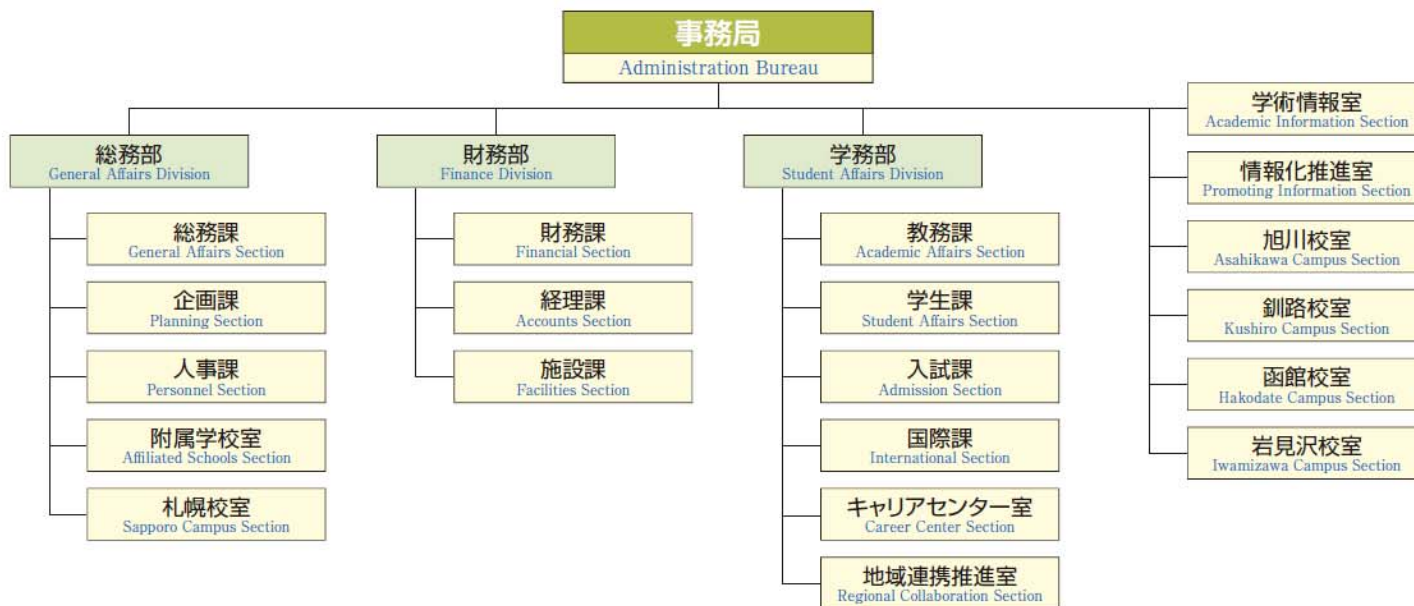 事務局
Administration Bureau
総務部
General Affairs Division
総務課
General Affairs Section
企画課
Planning Section
人事課
Personnel Section
附属学校室
Affiliated Schools Section
札幌校室
Sapporo Campus Section
財務部
Finance Division
財務課
Financial Section
経理課
Accounts Section
施設課
Facilities Section
学務部
Student Affairs Division
教務課
Academic Affairs Section
学生課
Student Affairs Section
入試課
Admission Section
国際課
International Section
キャリアセンター室
Career Center Section
地域連携推進室
Regional Collaboration Section
学術情報室
Academic Information Section
情報化推進室
Promoting Information Section
旭川校室
Asahikawa Campus Section
釧路校室
Kushiro Campus Section
函館校室
Hakodate Campus Section
岩見沢校室
Iwamizawa Campus Section